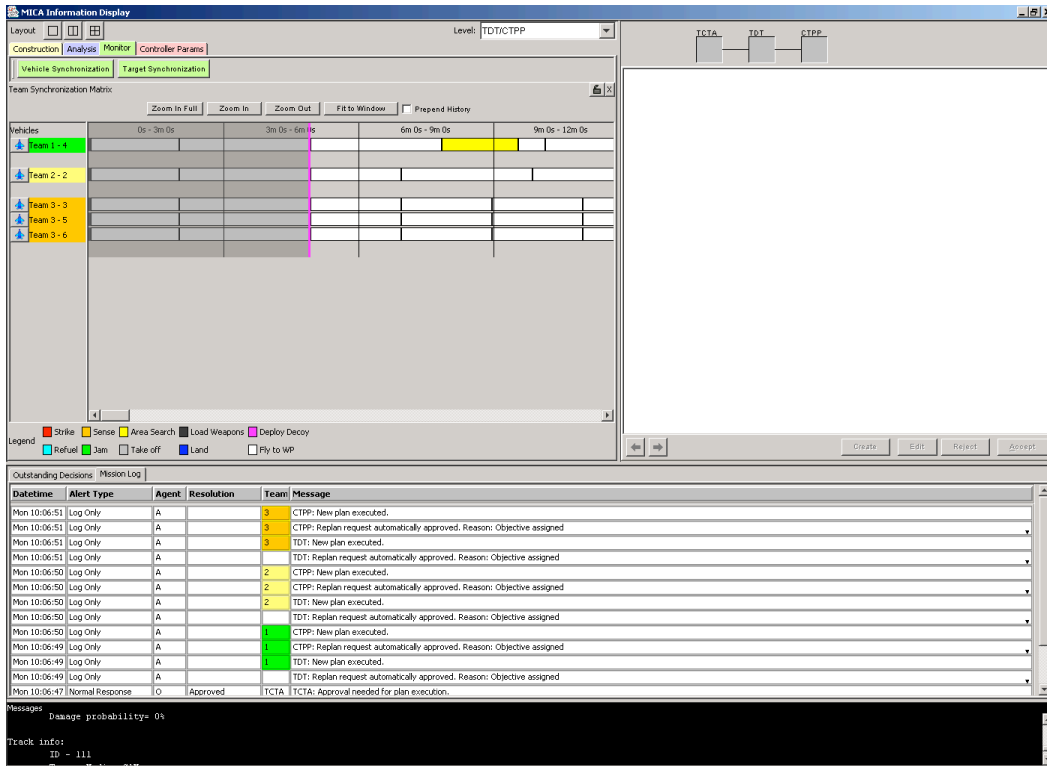 MICA Information Display
Layout Level: TDT/CTPP
TCTA TDT CTPP
Construction Analysis Monitor Controller Params
Vehicle Synchronization Target Synchronization
Team Synchronization Matrix
Zoom In Full Zoom In Zoom Out Fit to Window Prepend History
Vehicles 0s - 3m 0s 3m 0s - 6m 0s 6m 0s - 9m 0s 9m 0s - 12m 0s
Team 1 - 4
Team 2 - 2
Team 3 - 3
Team 3 - 5
Team 3 - 6
Legend
Strike Sense Area Search Load Weapons Deploy Decoy
Refuel Jam Take off Land Fly to WP
Create Edit Reject Accept
Outstanding Decisions Mission Log
Datetime Alert Type Agent Resolution Team Message
Mon 10:06:51 Log Only A 3 CTPP: New plan executed.
Mon 10:06:51 Log Only A 3 CTPP: Replan request automatically approved. Reason: Objective assigned
Mon 10:06:51 Log Only A 3 TDT: New plan executed.
Mon 10:06:51 Log Only A TDT: Replan request automatically approved. Reason: Objective assigned
Mon 10:06:50 Log Only A 2 CTPP: New plan executed.
Mon 10:06:50 Log Only A 2 CTPP: Replan request automatically approved. Reason: Objective assigned
Mon 10:06:50 Log Only A 2 TDT: New plan executed.
Mon 10:06:50 Log Only A TDT: Replan request automatically approved. Reason: Objective assigned
Mon 10:06:50 Log Only A 1 CTPP: New plan executed.
Mon 10:06:49 Log Only A 1 CTPP: Replan request automatically approved. Reason: Objective assigned
Mon 10:06:49 Log Only A 1 TDT: New plan executed.
Mon 10:06:49 Log Only A TDT: Replan request automatically approved. Reason: Objective assigned
Mon 10:06:47 Normal Response O Approved TCTA TCTA: Approval needed for plan execution.
Messages
Damage probability= 0%
Track info:
ID - 111